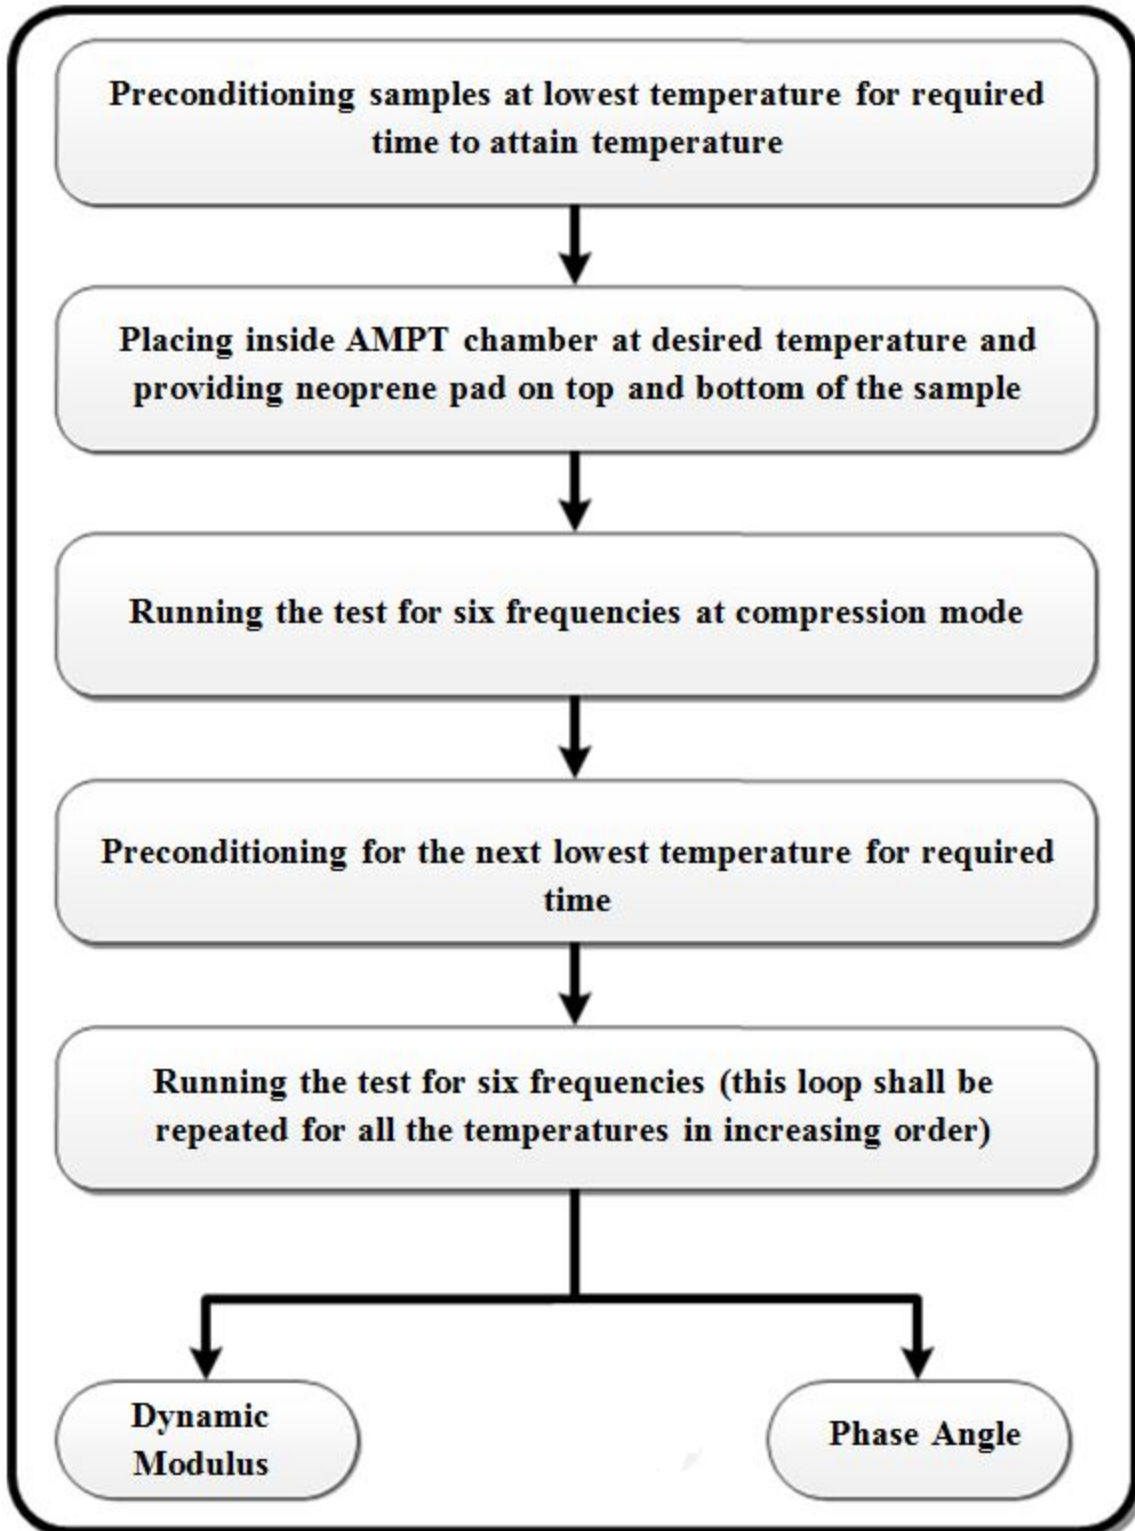 Preconditioning samples at lowest temperature for required
time to attain temperature
Placing inside AMPT chamber at desired temperature and
providing neoprene pad on top and bottom of the sample
Running the test for six frequencies at compression mode
Preconditioning for the next lowest temperature for required
time
Running the test for six frequencies (this loop shall be
repeated for all the temperatures in increasing order)
Dynamic
Modulus
Phase Angle